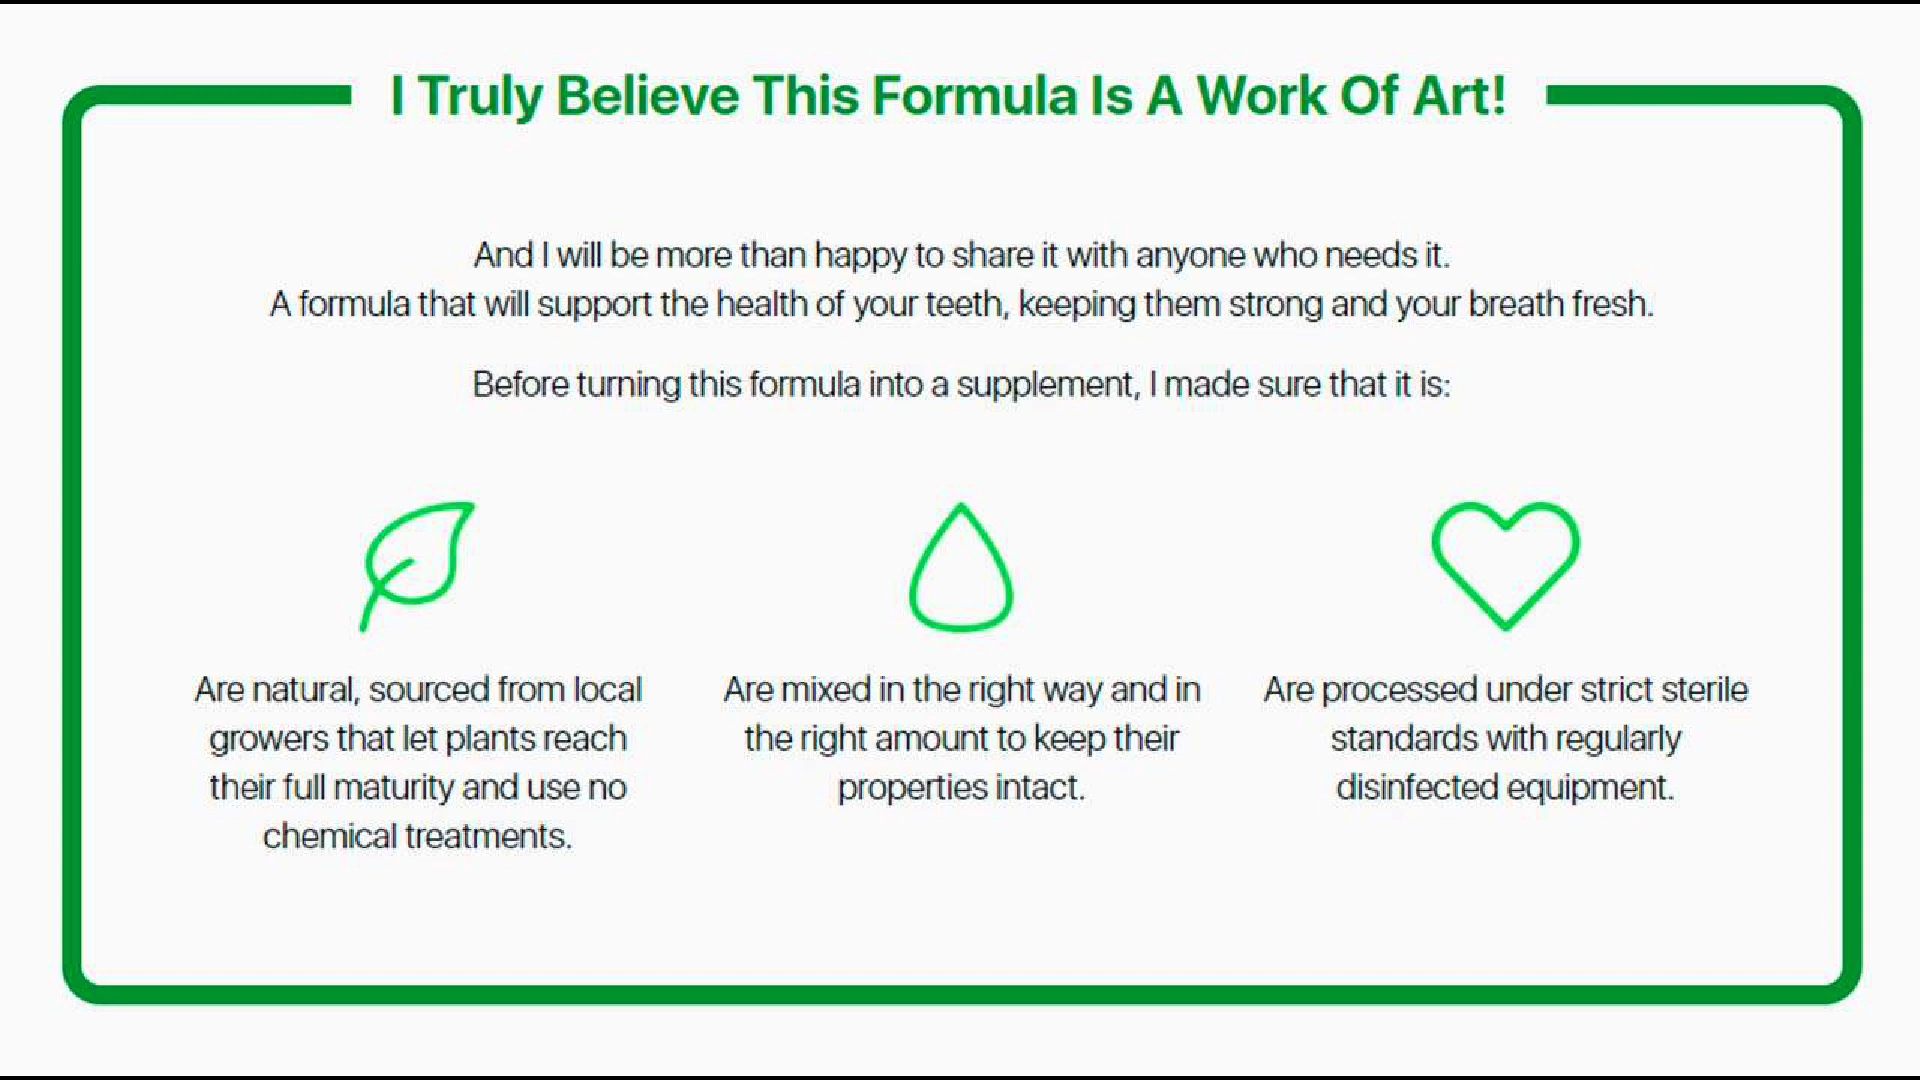 I Truly Believe This Formula Is A Work Of Art!
And I will be more than happy to share it with anyone who needs it.
A formula that will support the health of your teeth, keeping them strong and your breath fresh.
Before turning this formula into a supplement, I made sure that it is:
Are natural, sourced from local
growers that let plants reach
their full maturity and use no
chemical treatments.
Are mixed in the right way and in
the right amount to keep their
properties intact.
Are processed under strict sterile
standards with regularly
disinfected equipment.